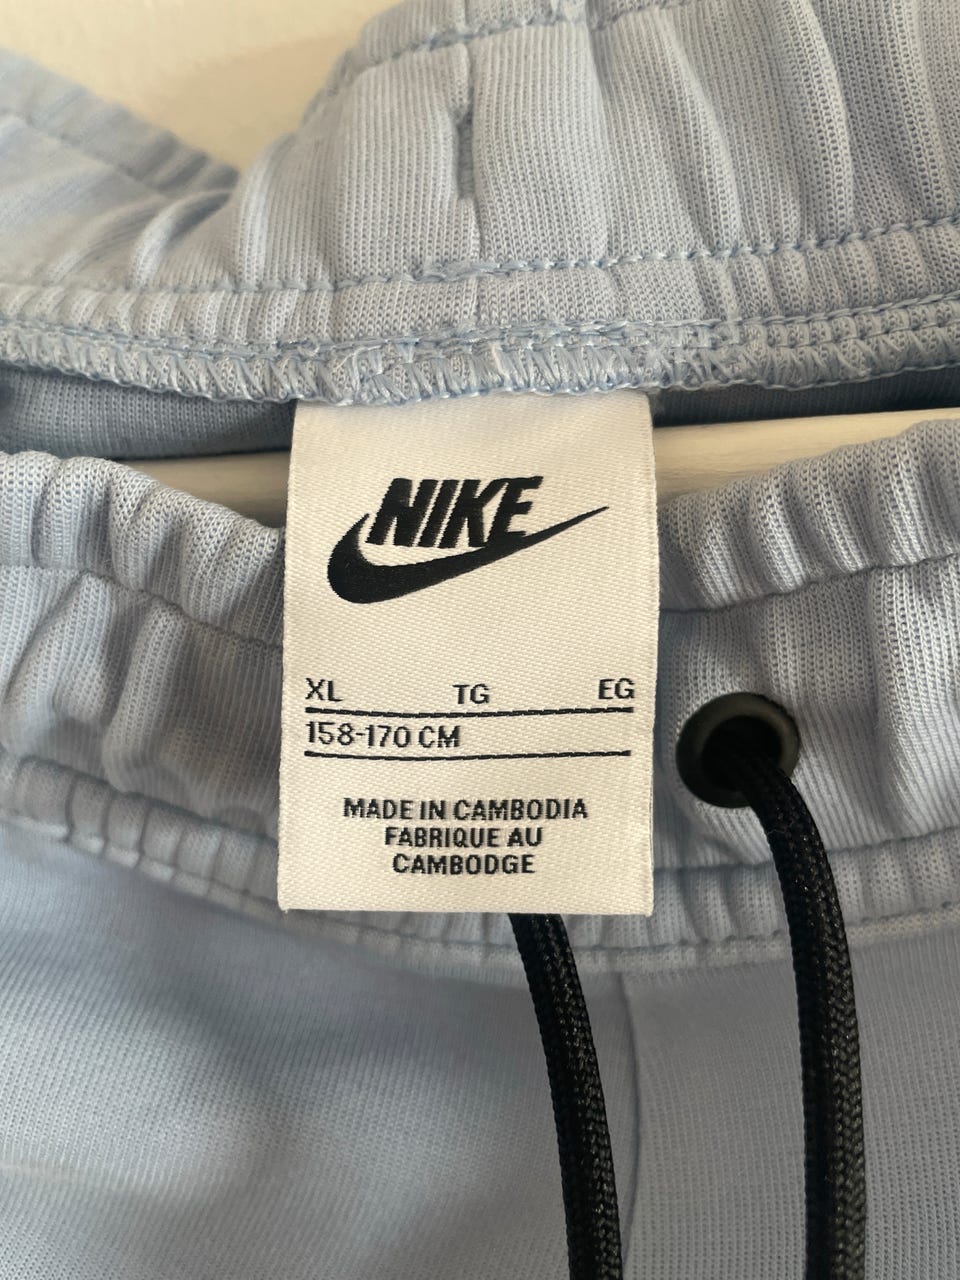 NIKE
XL TG EG
158-170 CM
MADE IN CAMBODIA
FABRIQUE AU
CAMBODGE